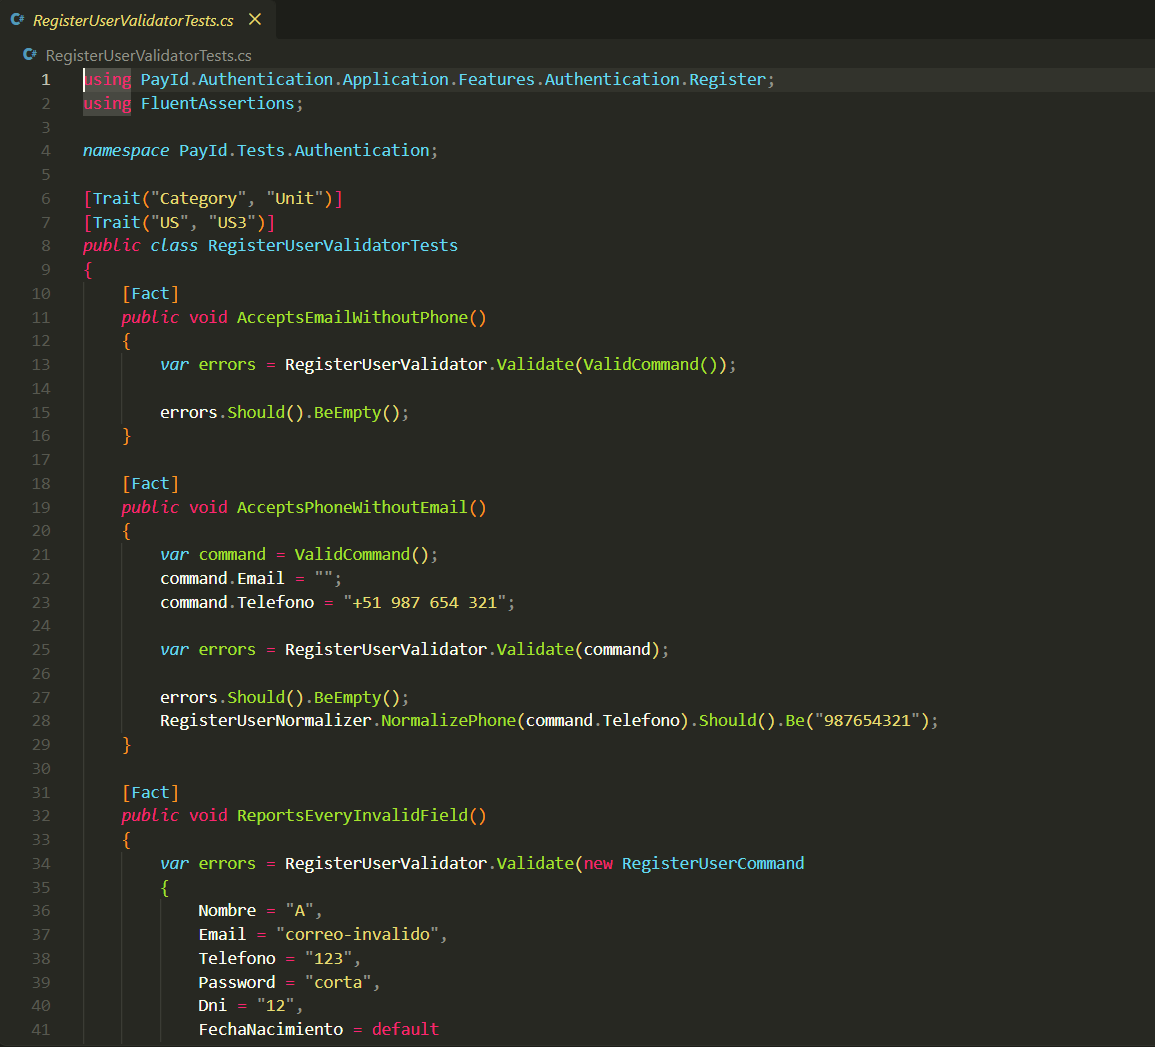 RegisterUserValidatorTests.cs
RegisterUserValidatorTests.cs
1 using PayId.Authentication.Application.Features.Authentication.Register;
2 using FluentAssertions;
3
4 namespace PayId.Tests.Authentication;
5
6 [Trait("Category", "Unit")]
7 [Trait("US", "US3")]
8 public class RegisterUserValidatorTests
9 {
10     [Fact]
11     public void AcceptsEmailWithoutPhone()
12     {
13         var errors = RegisterUserValidator.Validate(ValidCommand());
14
15         errors.Should().BeEmpty();
16     }
17
18     [Fact]
19     public void AcceptsPhoneWithoutEmail()
20     {
21         var command = ValidCommand();
22         command.Email = "";
23         command.Telefono = "+51 987 654 321";
24
25         var errors = RegisterUserValidator.Validate(command);
26
27         errors.Should().BeEmpty();
28         RegisterUserNormalizer.NormalizePhone(command.Telefono).Should().Be("987654321");
29     }
30
31     [Fact]
32     public void ReportsEveryInvalidField()
33     {
34         var errors = RegisterUserValidator.Validate(new RegisterUserCommand
35         {
36             Nombre = "A",
37             Email = "correo-invalido",
38             Telefono = "123",
39             Password = "corta",
40             Dni = "12",
41             FechaNacimiento = default